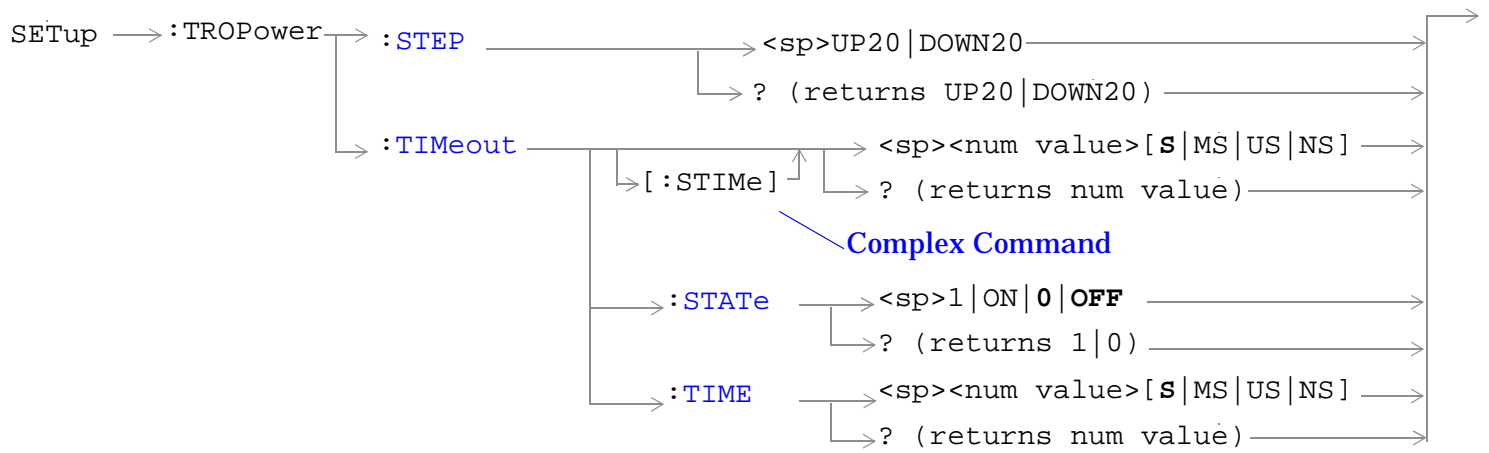 SETup :TROPower :STEP <sp>UP20|DOWN20
? (returns UP20|DOWN20)
:TIMeout <sp><num value>[S|MS|US|NS]
[:STIMe] ? (returns num value)
Complex Command
:STATe <sp>1|ON|0|OFF
? (returns 1|0)
:TIME <sp><num value>[S|MS|US|NS]
? (returns num value)